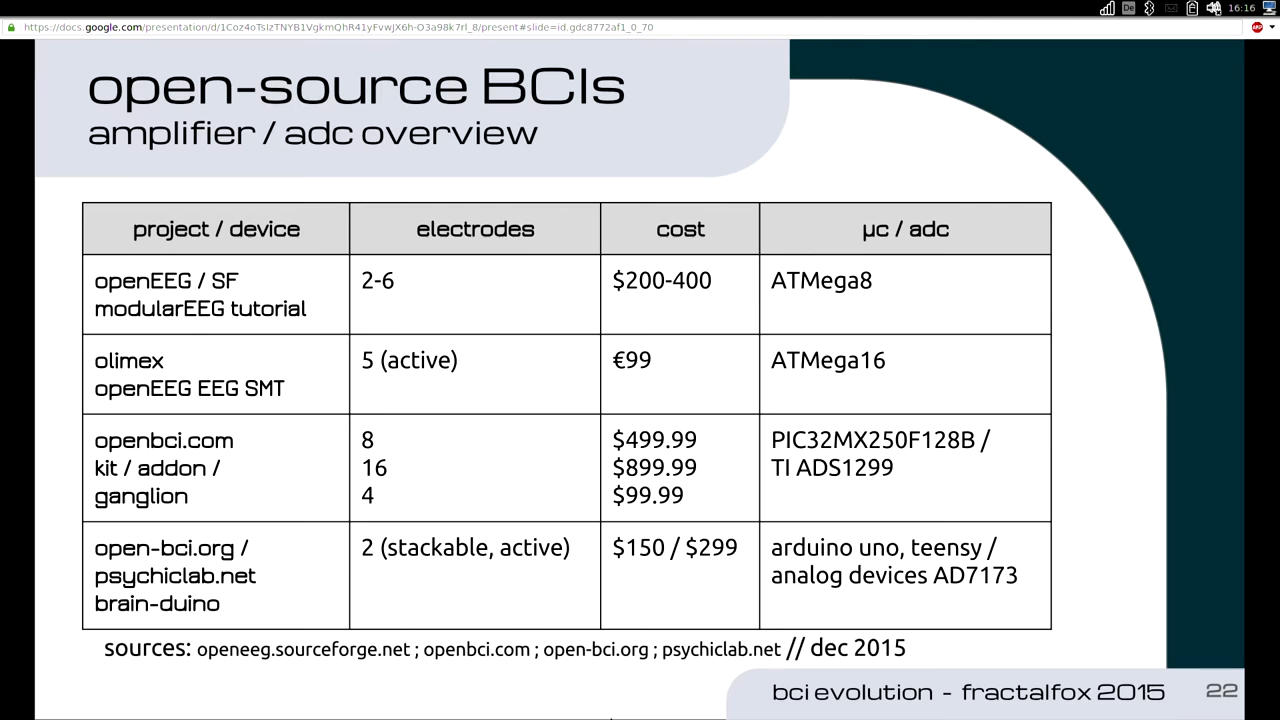 De
16:16
https://docs.google.com/presentation/d/1Coz4oTsIzTNYB1VgkmQhR41yFvwJX6h-O3a98k7rl_8/present#slide=id.gdc8772af1_0_70
open-source BCIs
amplifier / adc overview
project / device electrodes cost µc / adc
openEEG / SF 2-6 $200-400 ATMega8
modularEEG tutorial
olimex 5 (active) €99 ATMega16
openEEG EEG SMT
openbci.com 8 $499.99 PIC32MX250F128B /
kit / addon / 16 $899.99 TI ADS1299
ganglion 4 $99.99
open-bci.org / 2 (stackable, active) $150 / $299 arduino uno, teensy /
psychiclab.net analog devices AD7173
brain-duino
sources: openeeg.sourceforge.net ; openbci.com ; open-bci.org ; psychiclab.net // dec 2015
bci evolution - fractalfox 2015 22